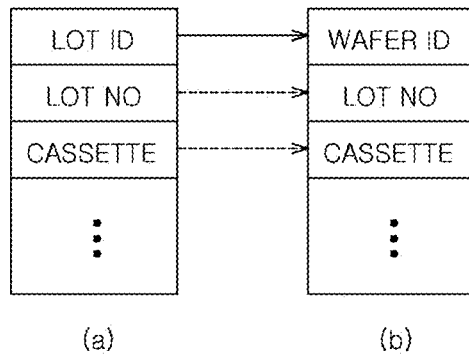 LOT ID
WAFER ID
LOT NO
LOT NO
CASSETTE
CASSETTE
(a)
(b)